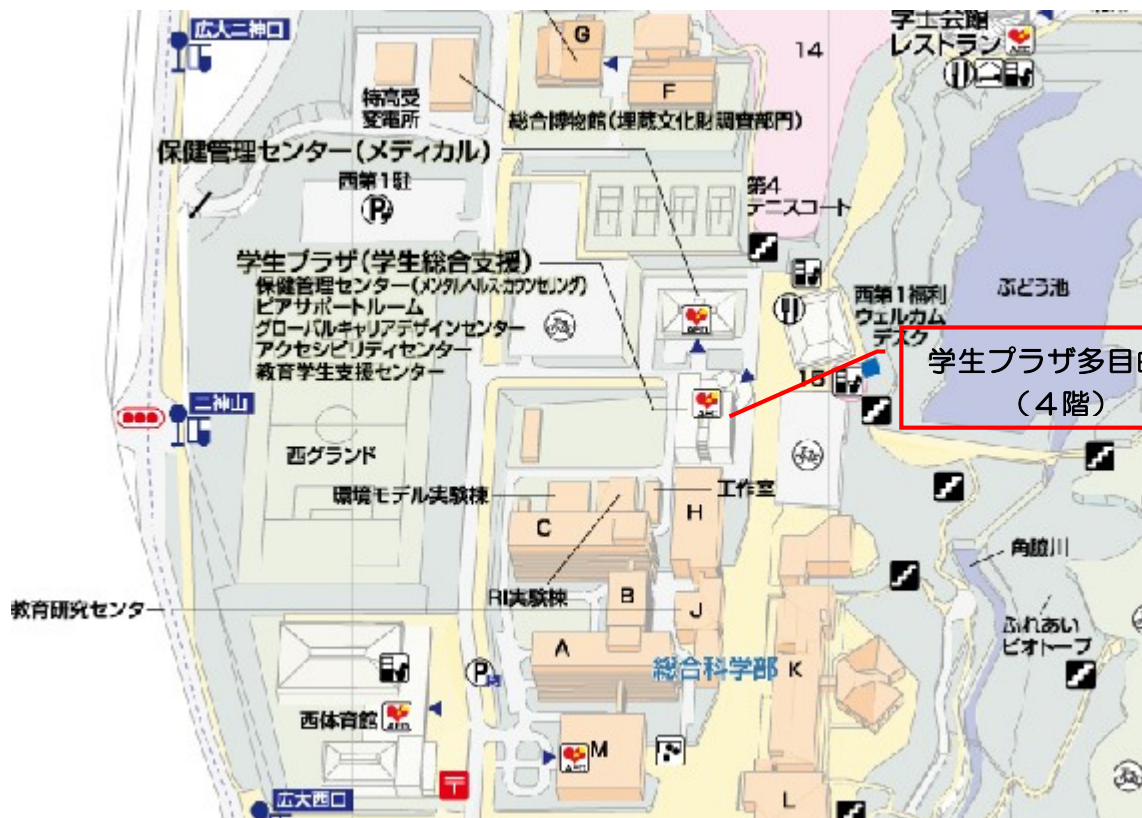 広大二神口
特高受
変電所
G
F
14
学士会館
レストラン
総合博物館(埋蔵文化財調査部門)
保健管理センター(メディカル)
西第1駐
P
第4
テニスコート
学生プラザ(学生総合支援)
保健管理センター(メンタルヘルス・カウンセリング)
ピアサポートルーム
グローバルキャリアデザインセンター
アクセシビリティセンター
教育学生支援センター
西第1福利
ウェルカム
デスク
15
ぶどう池
学生プラザ多目
(4階)
二神山
西グランド
環境モデル実験棟
工作室
C
H
RI実験棟
B
J
教育研究センター
A
総合科学部
K
角脇川
ふれあい
ビオトープ
P
西体育館
M
L
広大西口